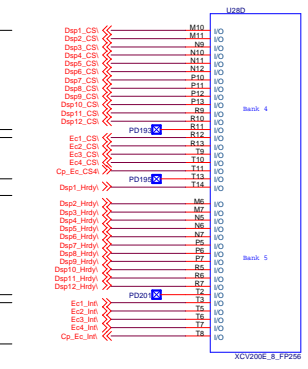 U28D
Dsp1_CS\ M10 I/O
Dsp2_CS\ M11 I/O
Dsp3_CS\ N9 I/O
Dsp4_CS\ N10 I/O
Dsp5_CS\ N11 I/O
Dsp6_CS\ N12 I/O
Dsp7_CS\ P10 I/O
Dsp8_CS\ P11 I/O
Dsp9_CS\ P12 I/O
Dsp10_CS\ P13 I/O Bank 4
Dsp11_CS\ R9 I/O
Dsp12_CS\ R10 I/O
PD193 R11 I/O
Ec1_CS\ R12 I/O
Ec2_CS\ R13 I/O
Ec3_CS\ T9 I/O
Ec4_CS\ T10 I/O
Cp_Ec_CS4\ T11 I/O
PD195 T13 I/O
Dsp1_Hrdy\ T14 I/O
Dsp2_Hrdy\ M6 I/O
Dsp3_Hrdy\ M7 I/O
Dsp4_Hrdy\ N5 I/O
Dsp5_Hrdy\ N6 I/O
Dsp6_Hrdy\ N7 I/O
Dsp7_Hrdy\ P5 I/O
Dsp8_Hrdy\ P6 I/O Bank 5
Dsp9_Hrdy\ P7 I/O
Dsp10_Hrdy\ R5 I/O
Dsp11_Hrdy\ R6 I/O
Dsp12_Hrdy\ R7 I/O
PD201 T2 I/O
Ec1_Int\ T3 I/O
Ec2_Int\ T5 I/O
Ec3_Int\ T6 I/O
Ec4_Int\ T7 I/O
Cp_Ec_Int\ T8 I/O
XCV200E_8_FP256